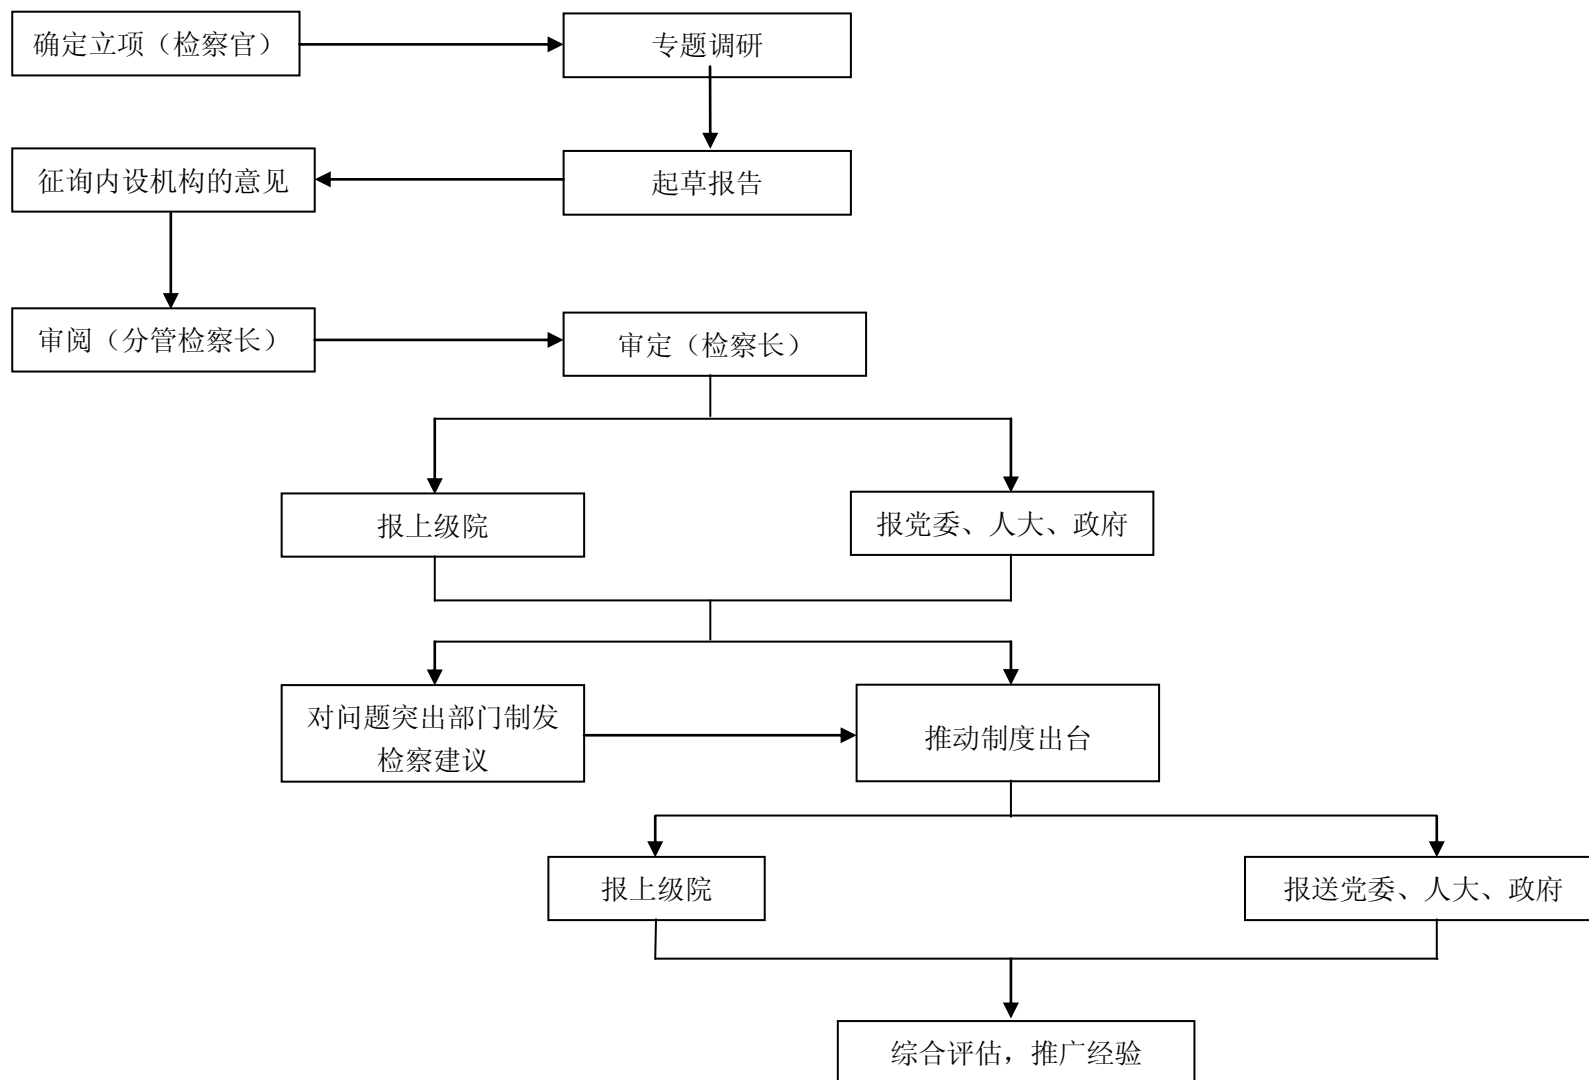 确定立项（检察官）
专题调研
征询内设机构的意见
起草报告
审阅（分管检察长）
审定（检察长）
报上级院
报党委、人大、政府
对问题突出部门制发
检察建议
推动制度出台
报上级院
报送党委、人大、政府
综合评估，推广经验